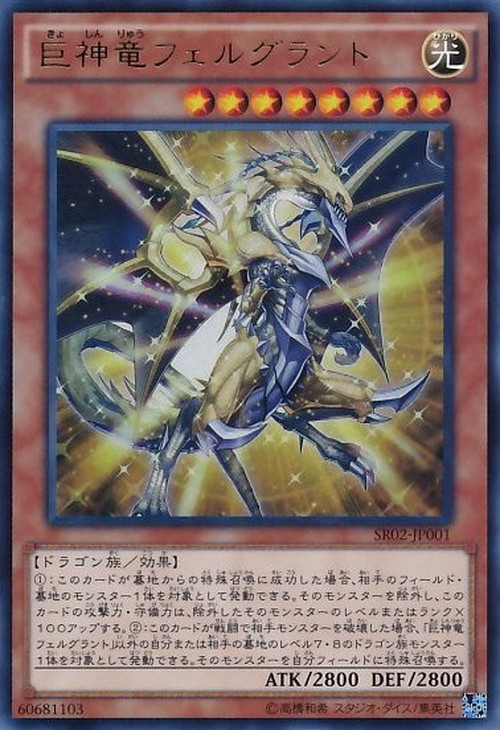 巨神竜フェルグラント
光
SR02-JP001
【ドラゴン族/効果】
①:このカードが墓地からの特殊召喚に成功した場合、相手のフィールド・
墓地のモンスター1体を対象として発動できる。そのモンスターを除外し、この
カードの攻撃力・守備力は、除外したそのモンスターのレベルまたはランク×
100アップする。②:このカードが戦闘で相手モンスターを破壊した場合、「巨神竜
フェルグラント」以外の自分または相手の墓地のレベル7・8のドラゴン族モンスター
1体を対象として発動できる。そのモンスターを自分フィールドに特殊召喚する。
ATK/2800 DEF/2800
60681103
©高橋和希 スタジオ・ダイス/集英社